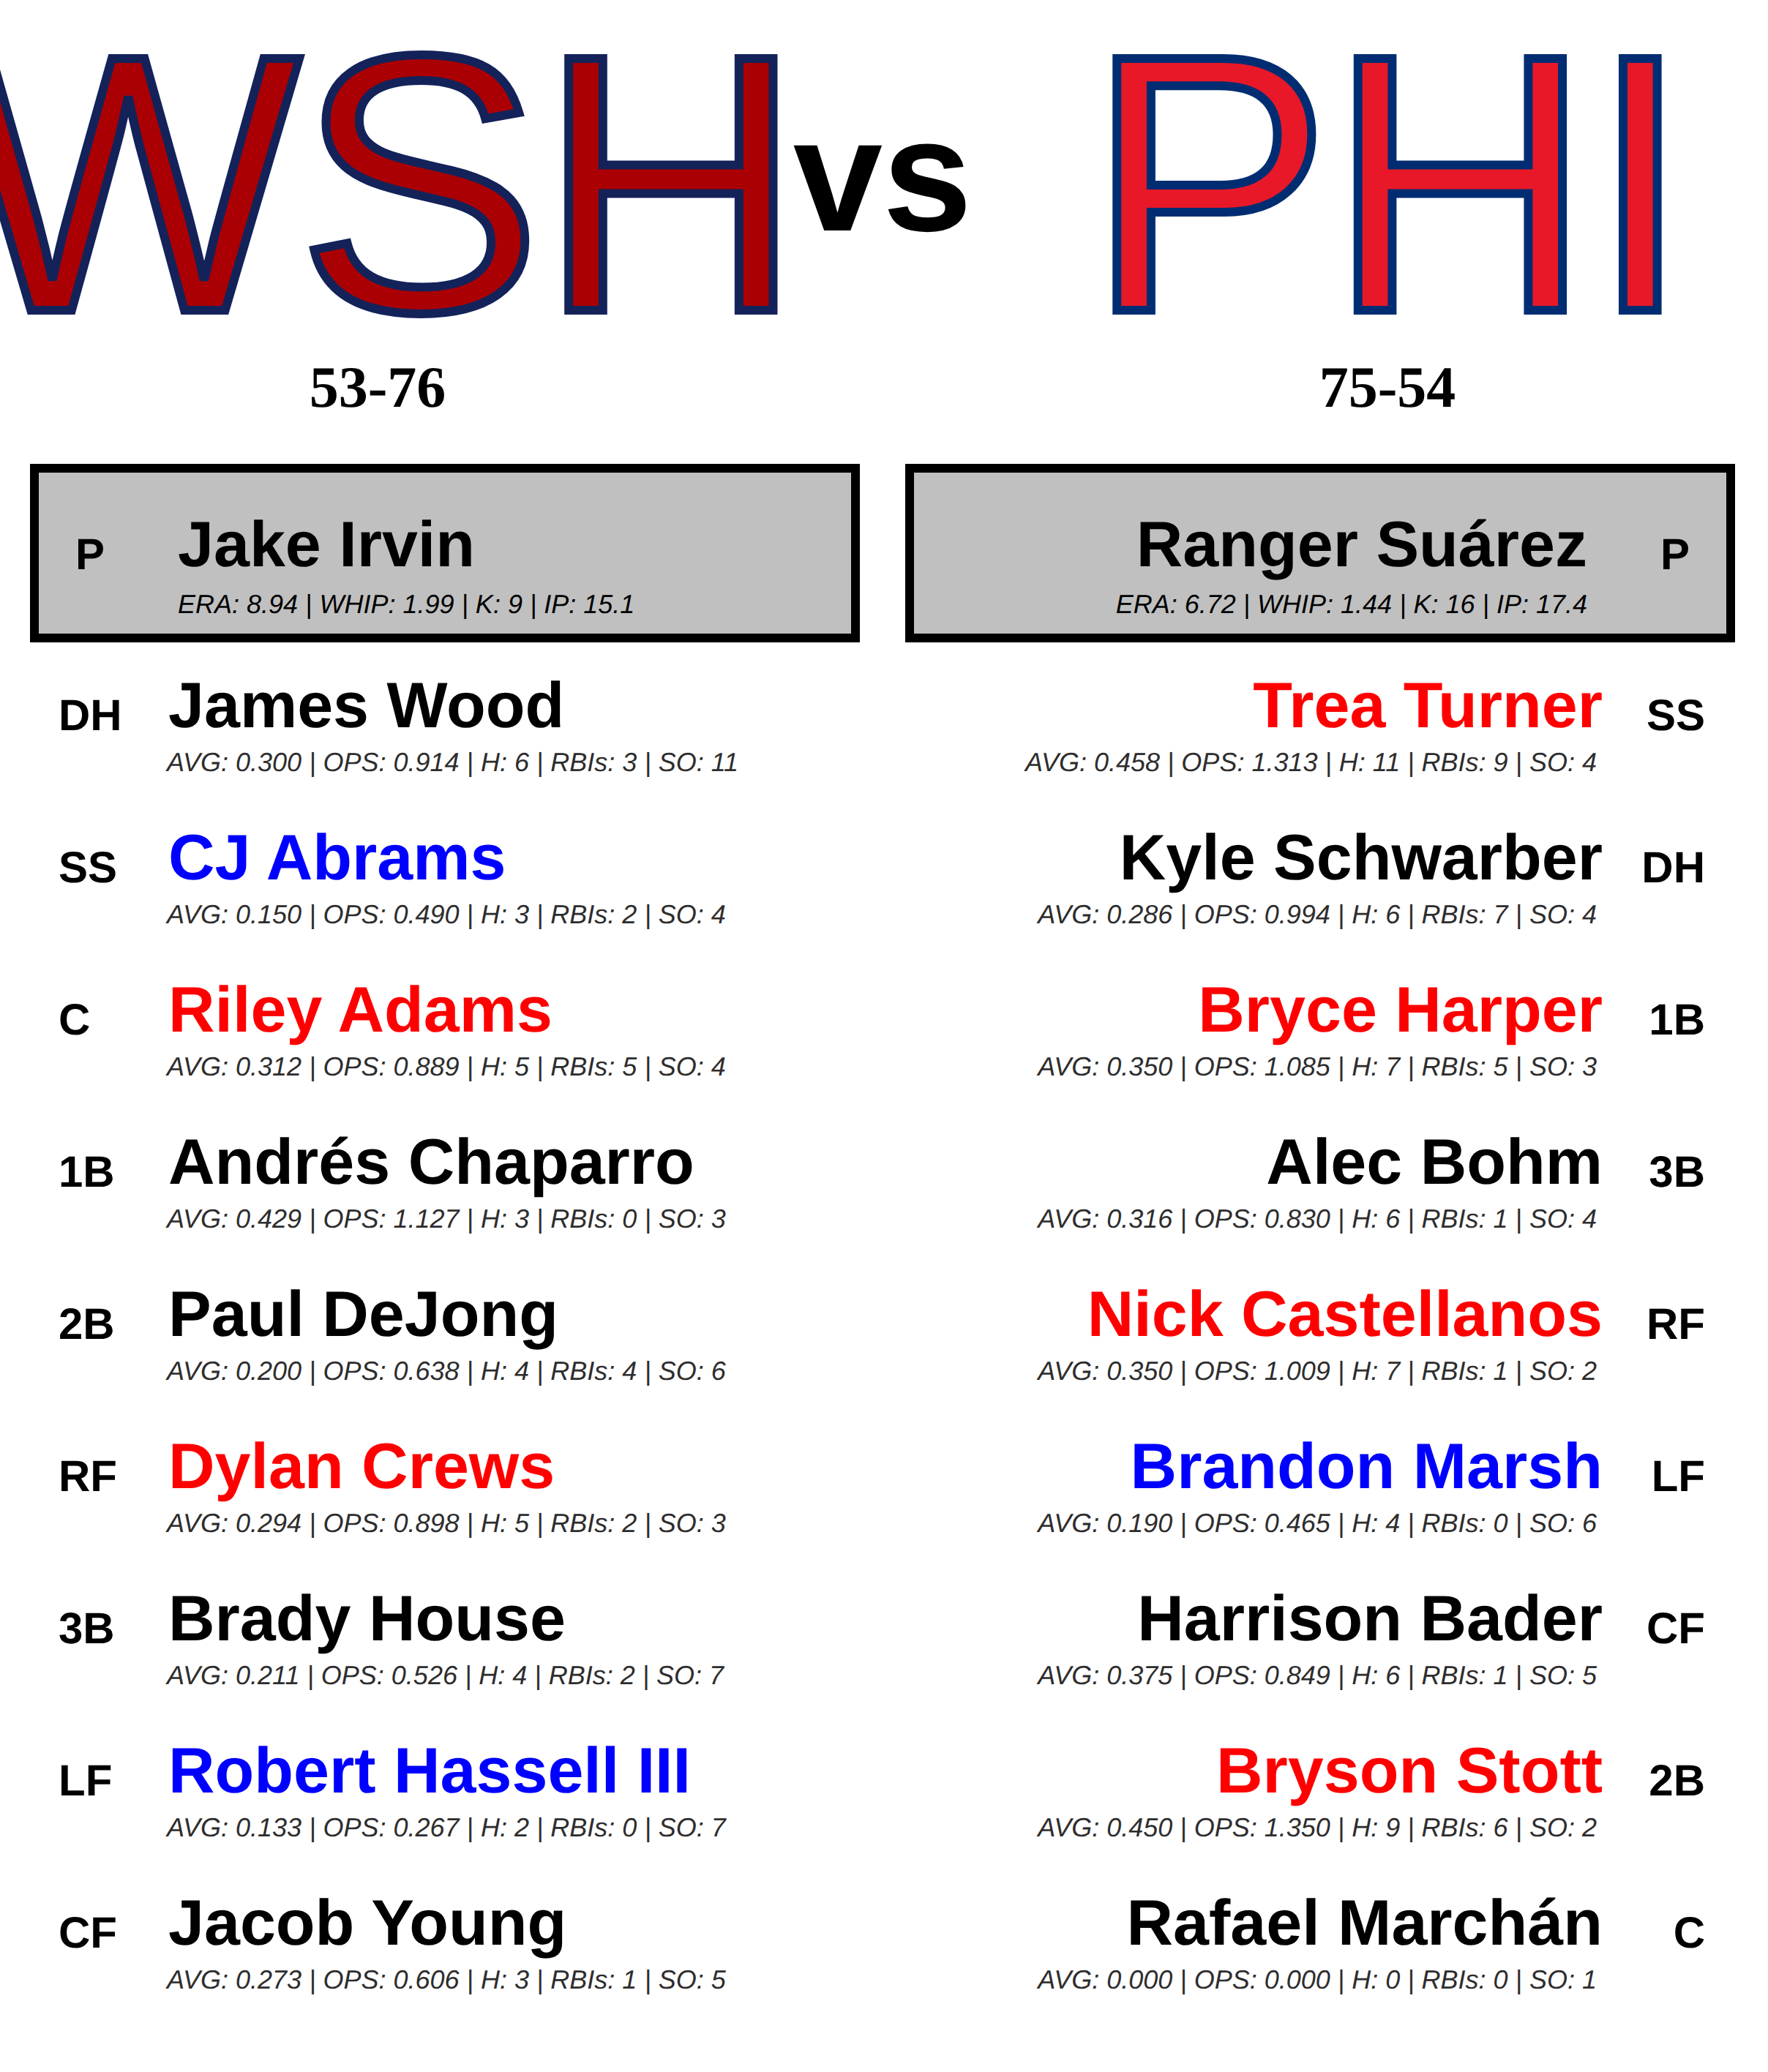 WSH vs PHI
53-76 75-54
P Jake Irvin
ERA: 8.94 | WHIP: 1.99 | K: 9 | IP: 15.1
Ranger Suárez P
ERA: 6.72 | WHIP: 1.44 | K: 16 | IP: 17.4
DH James Wood
AVG: 0.300 | OPS: 0.914 | H: 6 | RBIs: 3 | SO: 11
SS CJ Abrams
AVG: 0.150 | OPS: 0.490 | H: 3 | RBIs: 2 | SO: 4
C Riley Adams
AVG: 0.312 | OPS: 0.889 | H: 5 | RBIs: 5 | SO: 4
1B Andrés Chaparro
AVG: 0.429 | OPS: 1.127 | H: 3 | RBIs: 0 | SO: 3
2B Paul DeJong
AVG: 0.200 | OPS: 0.638 | H: 4 | RBIs: 4 | SO: 6
RF Dylan Crews
AVG: 0.294 | OPS: 0.898 | H: 5 | RBIs: 2 | SO: 3
3B Brady House
AVG: 0.211 | OPS: 0.526 | H: 4 | RBIs: 2 | SO: 7
LF Robert Hassell III
AVG: 0.133 | OPS: 0.267 | H: 2 | RBIs: 0 | SO: 7
CF Jacob Young
AVG: 0.273 | OPS: 0.606 | H: 3 | RBIs: 1 | SO: 5
Trea Turner SS
AVG: 0.458 | OPS: 1.313 | H: 11 | RBIs: 9 | SO: 4
Kyle Schwarber DH
AVG: 0.286 | OPS: 0.994 | H: 6 | RBIs: 7 | SO: 4
Bryce Harper 1B
AVG: 0.350 | OPS: 1.085 | H: 7 | RBIs: 5 | SO: 3
Alec Bohm 3B
AVG: 0.316 | OPS: 0.830 | H: 6 | RBIs: 1 | SO: 4
Nick Castellanos RF
AVG: 0.350 | OPS: 1.009 | H: 7 | RBIs: 1 | SO: 2
Brandon Marsh LF
AVG: 0.190 | OPS: 0.465 | H: 4 | RBIs: 0 | SO: 6
Harrison Bader CF
AVG: 0.375 | OPS: 0.849 | H: 6 | RBIs: 1 | SO: 5
Bryson Stott 2B
AVG: 0.450 | OPS: 1.350 | H: 9 | RBIs: 6 | SO: 2
Rafael Marchán C
AVG: 0.000 | OPS: 0.000 | H: 0 | RBIs: 0 | SO: 1